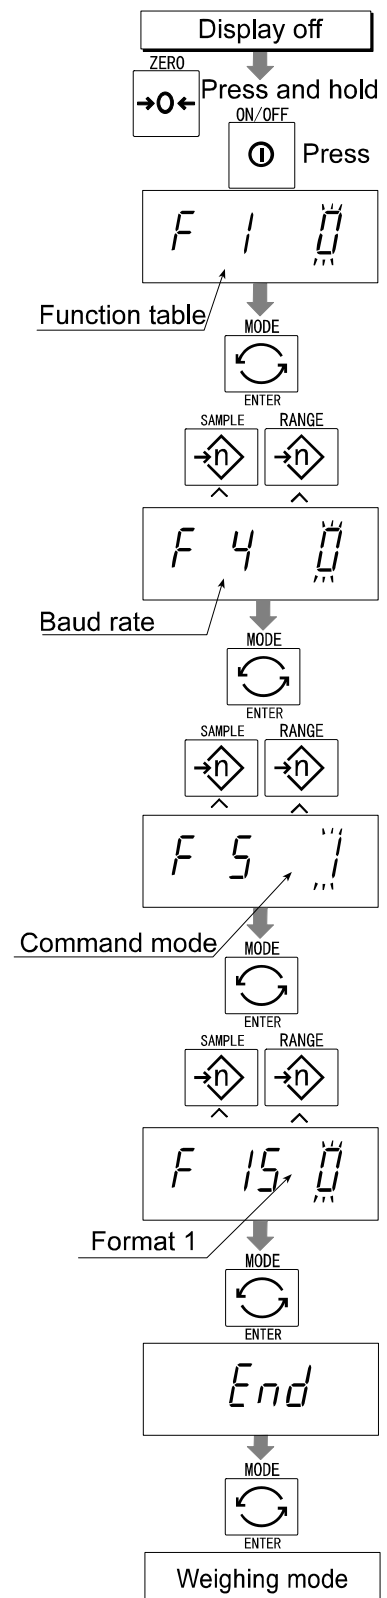 Display off
ZERO
→0← Press and hold
ON/OFF
Press
F 1 0
Function table
MODE
ENTER
SAMPLE RANGE
n n
F 4 0
Baud rate
MODE
ENTER
SAMPLE RANGE
n n
F 5 1
Command mode
MODE
ENTER
SAMPLE RANGE
n n
F 15 0
Format 1
MODE
ENTER
End
MODE
ENTER
Weighing mode